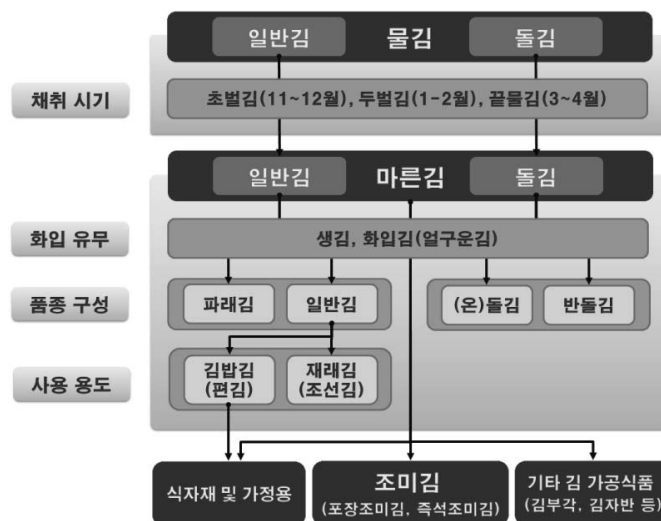 일반김 물김 돌김
채취 시기
초벌김(11~12월), 두벌김(1-2월), 끝물김(3~4월)
일반김 마른김 돌김
화입 유무
생김, 화입김(얼구운김)
품종 구성
파래김 일반김 (온)돌김 반돌김
사용 용도
김밥김
(편김)
재래김
(조선김)
식자재 및 가정용
조미김
(포장조미김, 즉석조미김)
기타 김 가공식품
(김부각, 김자반 등)